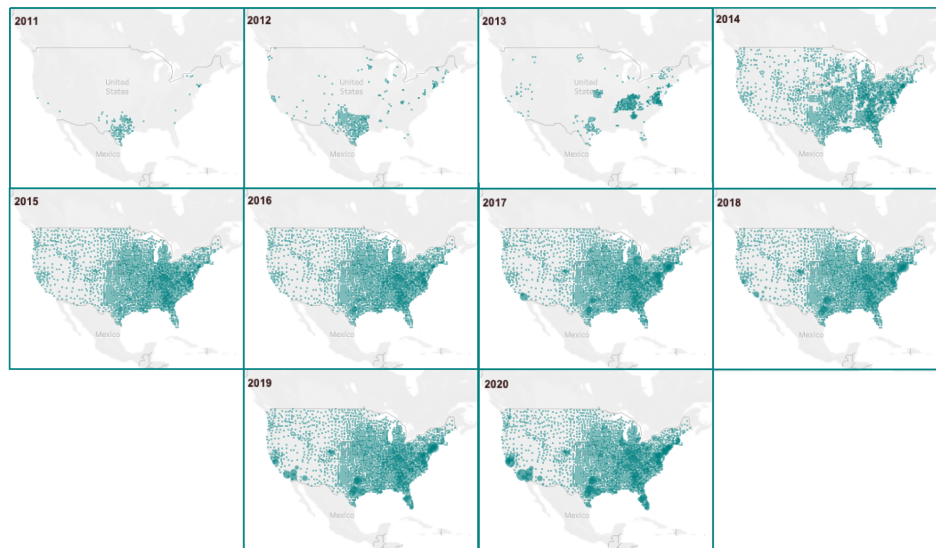 2011
2012
2013
2014
United
States
United
States
United
States
Mexico
Mexico
Mexico
Mexico
2015
2016
2017
2018
Mexico
Mexico
Mexico
Mexico
2019
2020
Mexico
Mexico